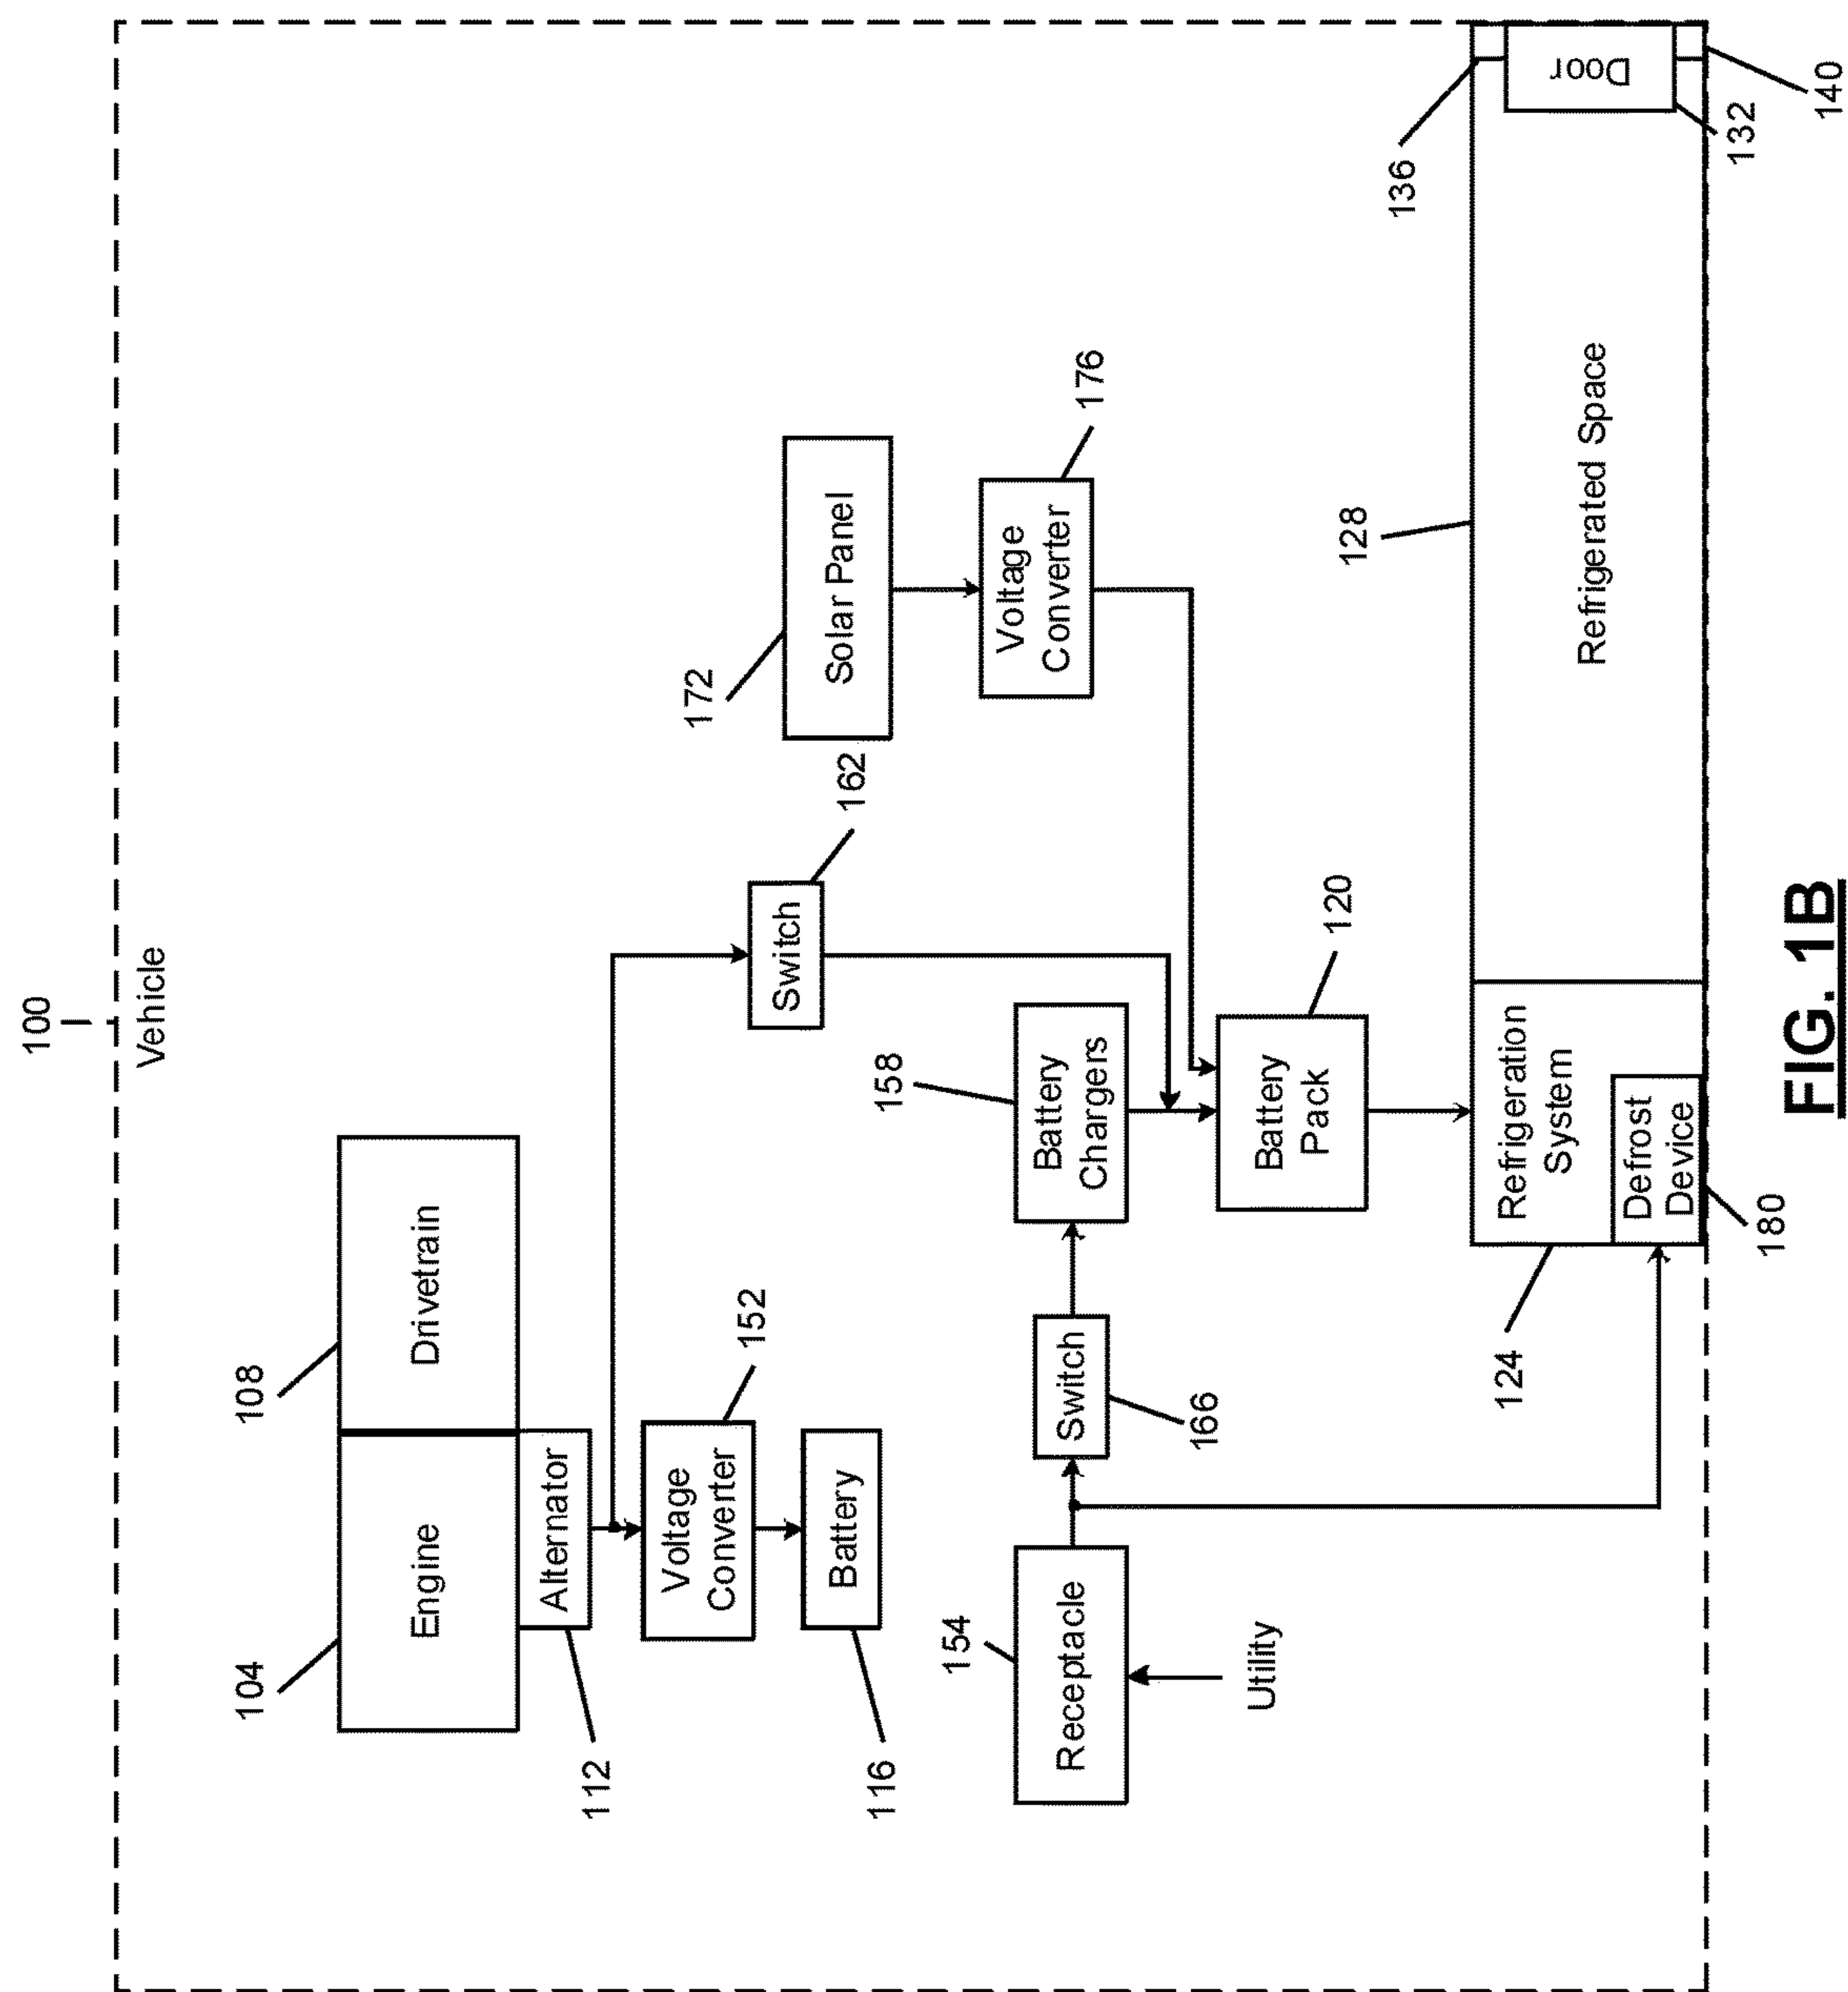 100
Vehicle
104
108
Engine
Drivetrain
Alternator
112
Voltage
Converter
152
Battery
116
Switch
162
172
Solar Panel
Voltage
Converter
176
154
Receptacle
Utility
Switch
166
158
Battery
Chargers
Battery
Pack
120
128
136
Refrigeration
System
124
Defrost
Device
180
Refrigerated Space
Door
132
140
FIG. 1B